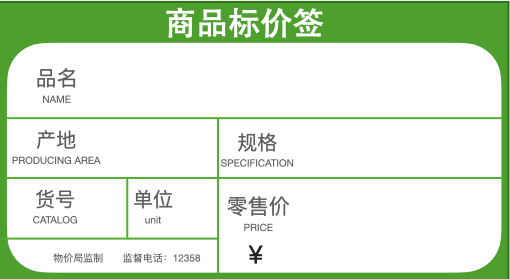 商品标价签
品名
NAME
产地
PRODUCING AREA
规格
SPECIFICATION
货号
CATALOG
单位
unit
零售价
PRICE
¥
物价局监制 监督电话：12358